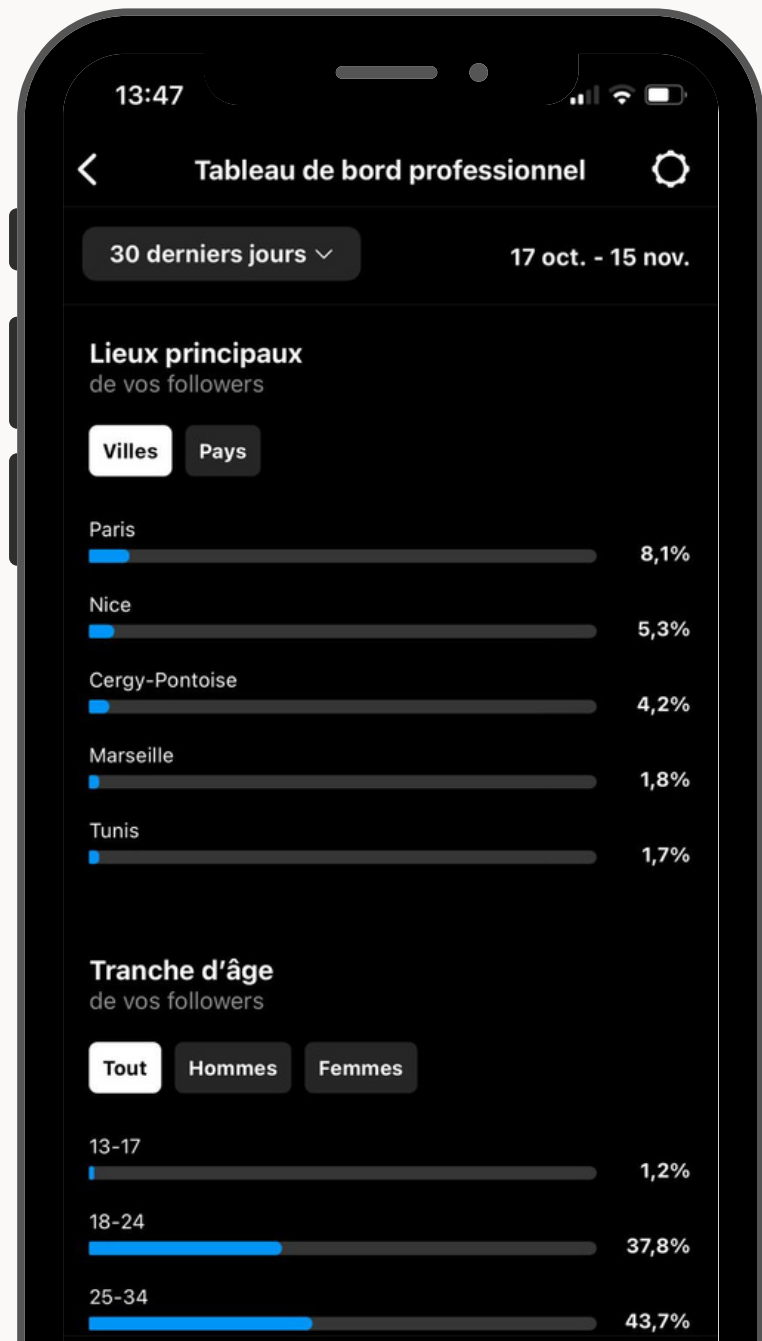 13:47
Tableau de bord professionnel
30 derniers jours
17 oct. - 15 nov.
Lieux principaux
de vos followers
Villes Pays
Paris
8,1%
Nice
5,3%
Cergy-Pontoise
4,2%
Marseille
1,8%
Tunis
1,7%
Tranche d’âge
de vos followers
Tout Hommes Femmes
13-17
1,2%
18-24
37,8%
25-34
43,7%